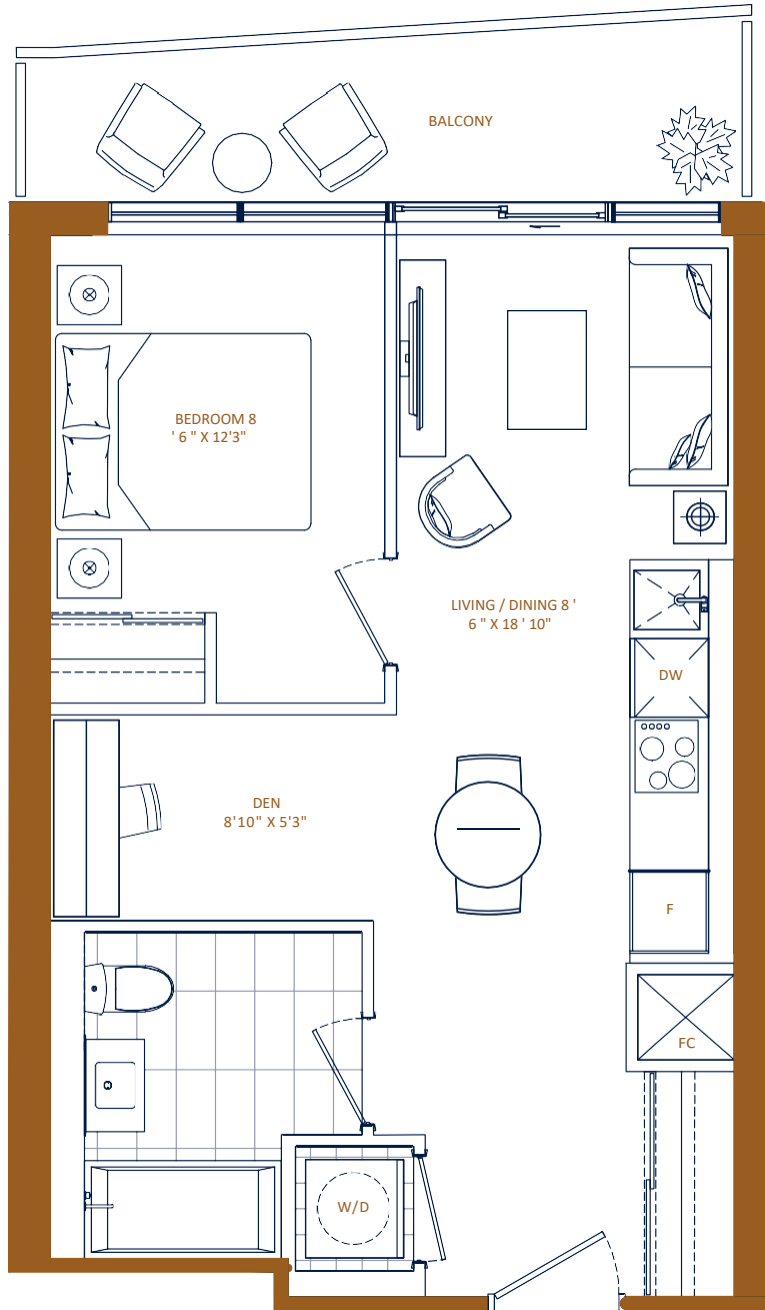 BALCONY
BEDROOM 8
' 6 " X 12'3"
LIVING / DINING 8 '
6 " X 18 ' 10"
DW
DEN
8'10" X 5'3"
F
FC
W/D